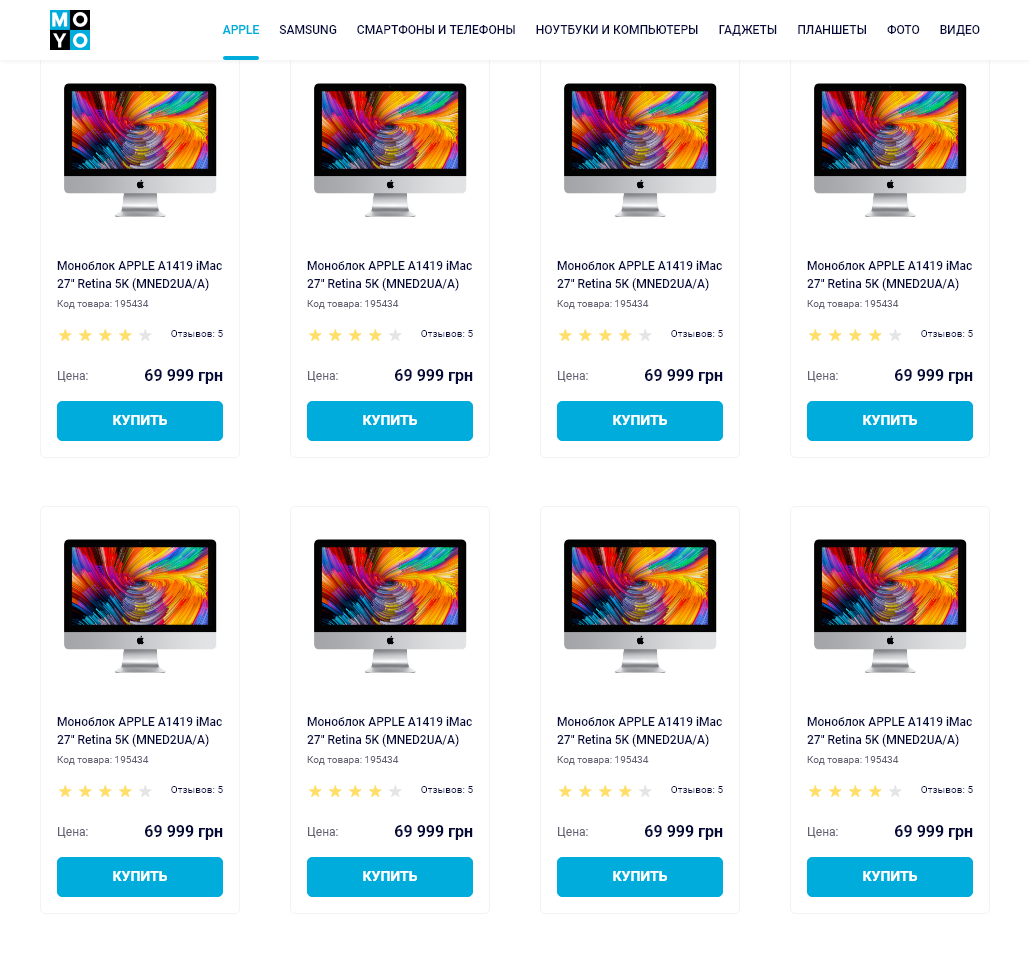 MO
YO
APPLE SAMSUNG СМАРТФОНЫ И ТЕЛЕФОНЫ НОУТБУКИ И КОМПЬЮТЕРЫ ГАДЖЕТЫ ПЛАНШЕТЫ ФОТО ВИДЕО
Моноблок APPLE A1419 iMac
27" Retina 5K (MNED2UA/A)
Код товара: 195434
Отзывов: 5
Цена: 69 999 грн
КУПИТЬ
Моноблок APPLE A1419 iMac
27" Retina 5K (MNED2UA/A)
Код товара: 195434
Отзывов: 5
Цена: 69 999 грн
КУПИТЬ
Моноблок APPLE A1419 iMac
27" Retina 5K (MNED2UA/A)
Код товара: 195434
Отзывов: 5
Цена: 69 999 грн
КУПИТЬ
Моноблок APPLE A1419 iMac
27" Retina 5K (MNED2UA/A)
Код товара: 195434
Отзывов: 5
Цена: 69 999 грн
КУПИТЬ
Моноблок APPLE A1419 iMac
27" Retina 5K (MNED2UA/A)
Код товара: 195434
Отзывов: 5
Цена: 69 999 грн
КУПИТЬ
Моноблок APPLE A1419 iMac
27" Retina 5K (MNED2UA/A)
Код товара: 195434
Отзывов: 5
Цена: 69 999 грн
КУПИТЬ
Моноблок APPLE A1419 iMac
27" Retina 5K (MNED2UA/A)
Код товара: 195434
Отзывов: 5
Цена: 69 999 грн
КУПИТЬ
Моноблок APPLE A1419 iMac
27" Retina 5K (MNED2UA/A)
Код товара: 195434
Отзывов: 5
Цена: 69 999 грн
КУПИТЬ